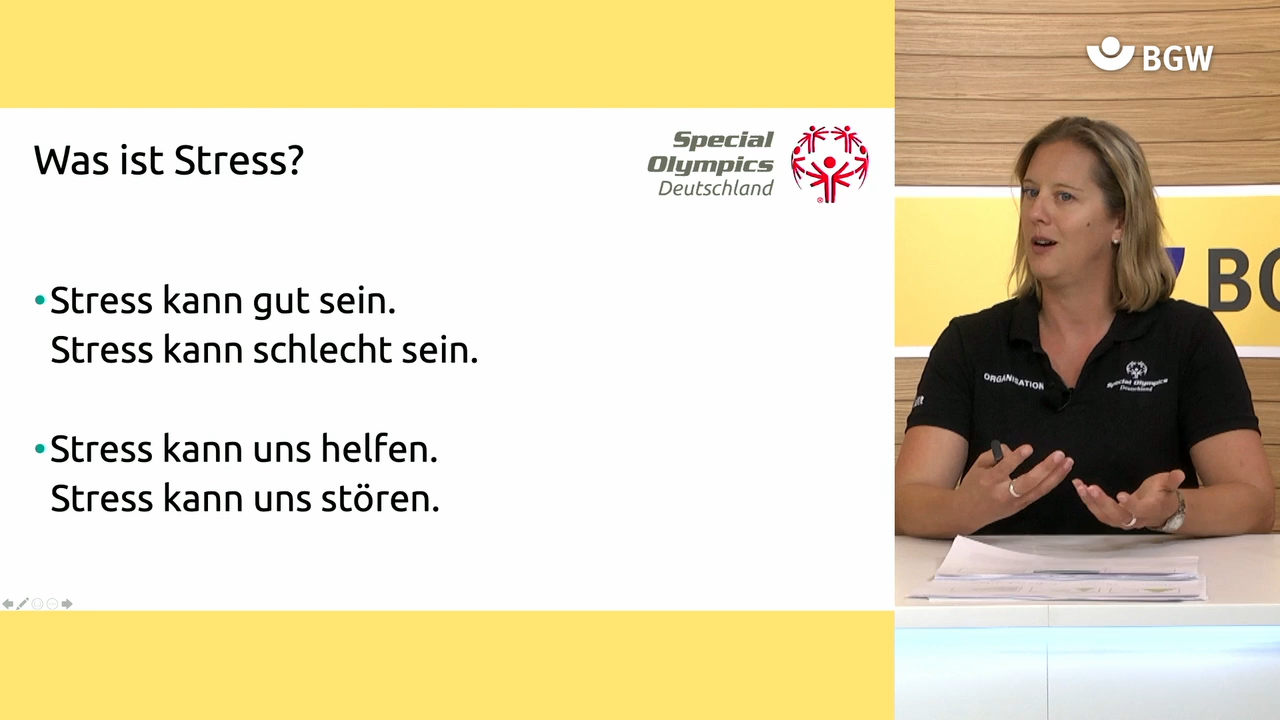 Was ist Stress?
Special
Olympics
Deutschland
®
• Stress kann gut sein.
Stress kann schlecht sein.
• Stress kann uns helfen.
Stress kann uns stören.
BGW
BG
ORGANISATION
Special Olympics
Deutschland